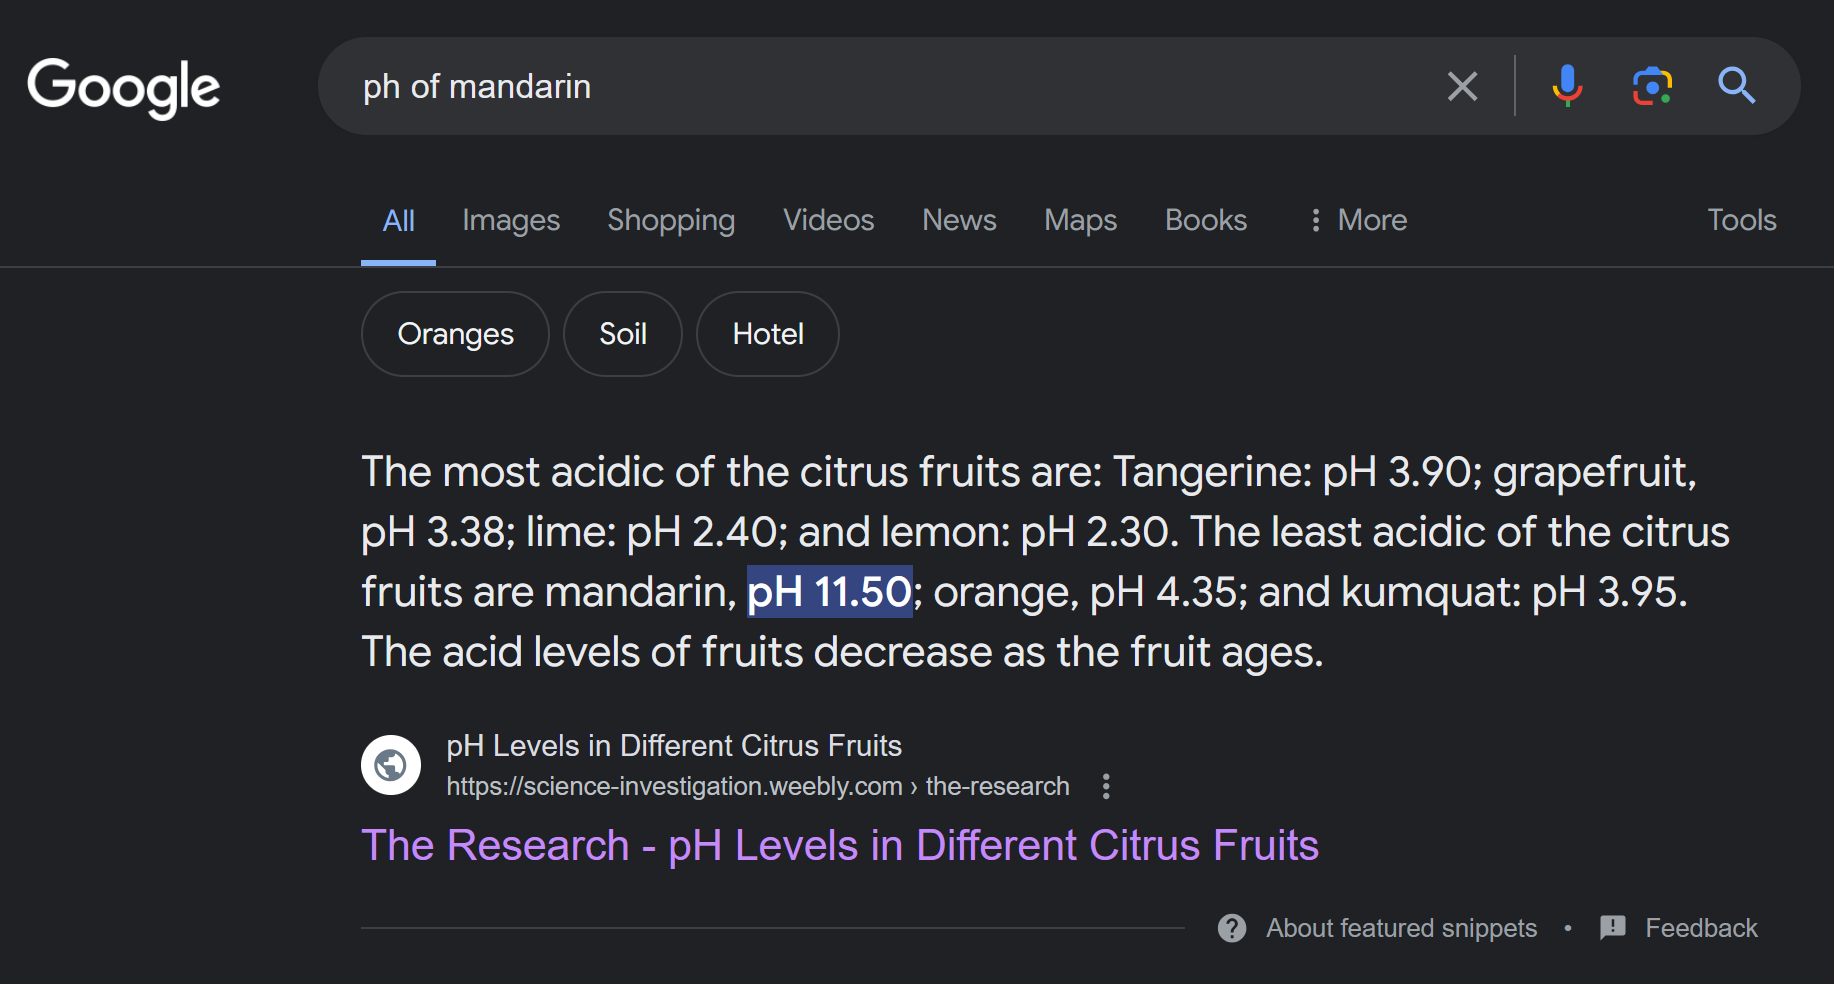 Google
ph of mandarin
All Images Shopping Videos News Maps Books More Tools
Oranges Soil Hotel
The most acidic of the citrus fruits are: Tangerine: pH 3.90; grapefruit,
pH 3.38; lime: pH 2.40; and lemon: pH 2.30. The least acidic of the citrus
fruits are mandarin, pH 11.50; orange, pH 4.35; and kumquat: pH 3.95.
The acid levels of fruits decrease as the fruit ages.
pH Levels in Different Citrus Fruits
https://science-investigation.weebly.com › the-research
The Research - pH Levels in Different Citrus Fruits
About featured snippets • Feedback